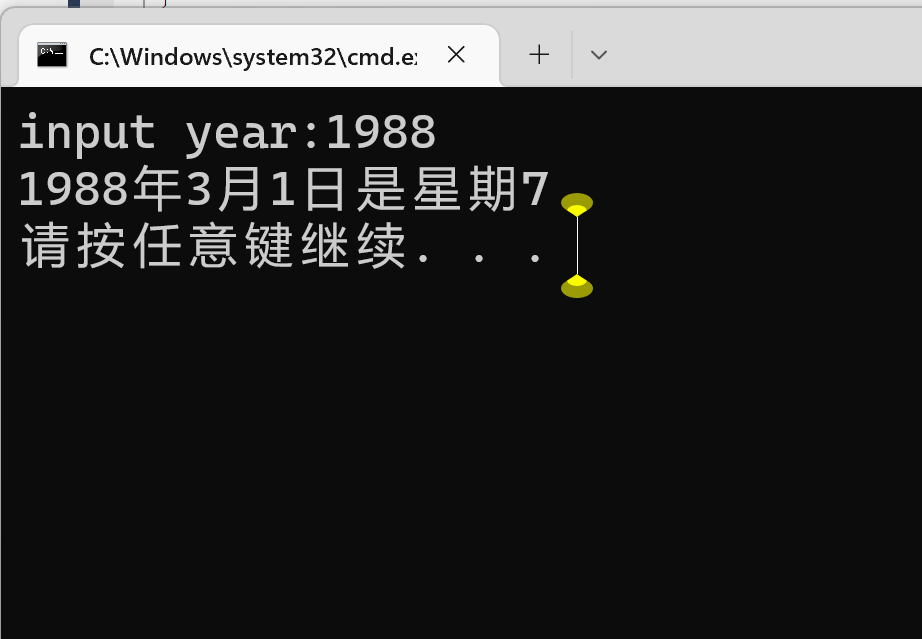 C:\Windows\system32\cmd.e
input year:1988
1988年3月1日是星期7
请按任意键继续. . .